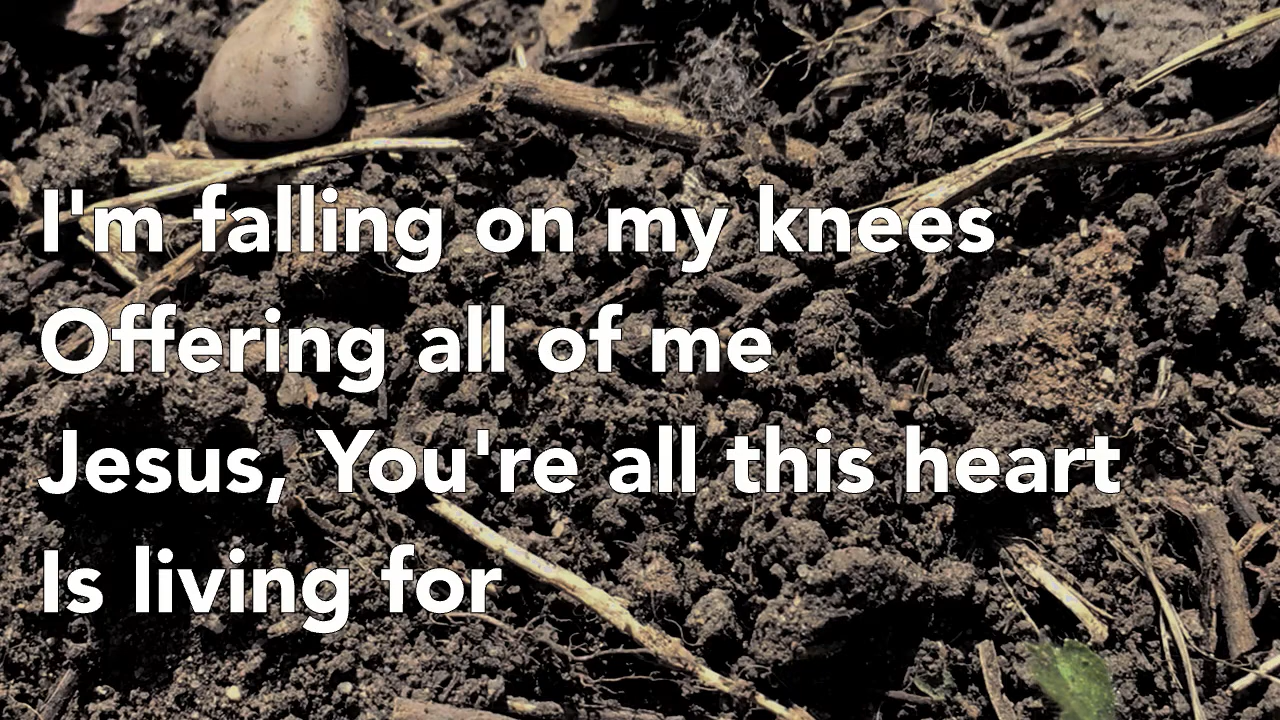 I'm falling on my knees
Offering all of me
Jesus, You're all this heart
Is living for